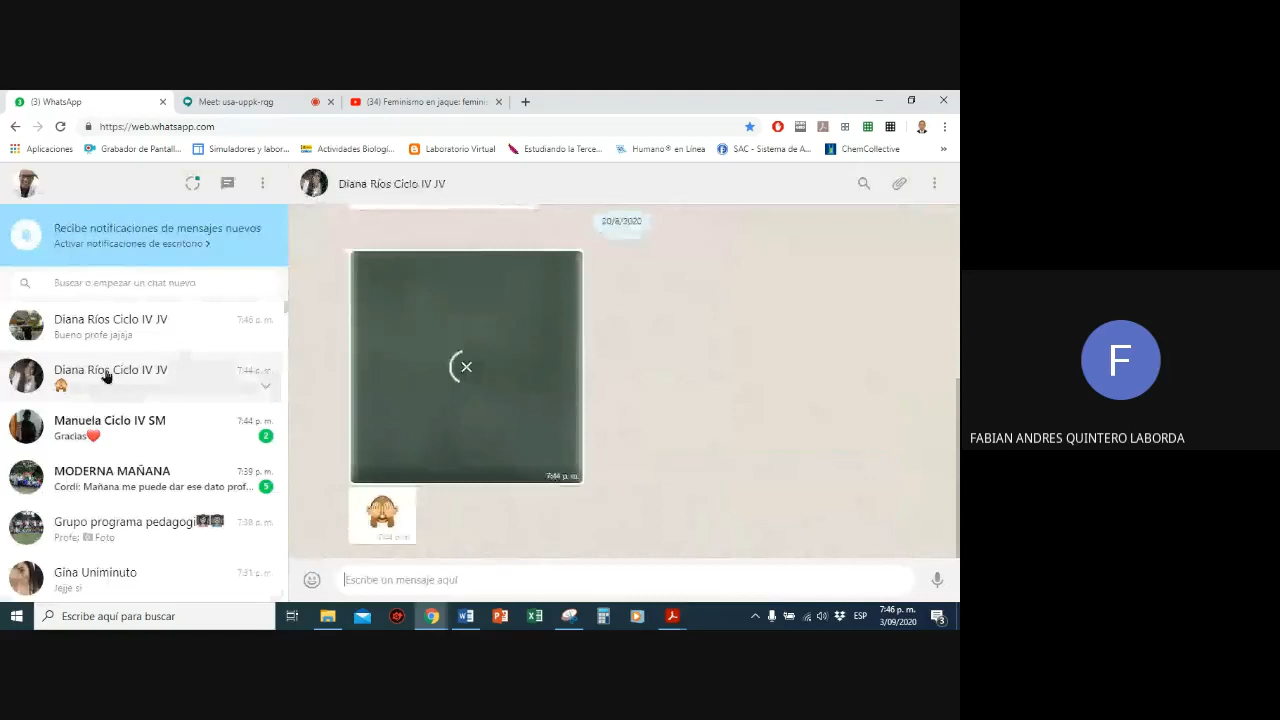 (3) WhatsApp
Meet: usa-uppk-rqg
(34) Feminismo en jaque: femini
https://web.whatsapp.com
Aplicaciones
Grabador de Pantall...
Simuladores y labor...
Actividades Biologí...
Laboratorio Virtual
Estudiando la Terce...
Humano® en Línea
SAC - Sistema de A...
ChemCollective
»
Diana Ríos Ciclo IV JV
Recibe notificaciones de mensajes nuevos
Activar notificaciones de escritorio >
Buscar o empezar un chat nuevo
Diana Ríos Ciclo IV JV 7:46 p. m.
Bueno profe jajaja
Diana Ríos Ciclo IV JV 7:44 p. m.
Manuela Ciclo IV SM 7:44 p. m.
Gracias❤️ 2
MODERNA MAÑANA 7:39 p. m.
Cordi: Mañana me puede dar ese dato prof... 5
Grupo programa pedagogi
Profe: Foto
Gina Uniminuto 7:31 p. m.
Jejje si
20/8/2020
7:44 p. m.
7:44 p. m.
Escribe un mensaje aquí
Escribe aquí para buscar
ESP
7:46 p. m.
3/09/2020
3
F
FABIAN ANDRES QUINTERO LABORDA